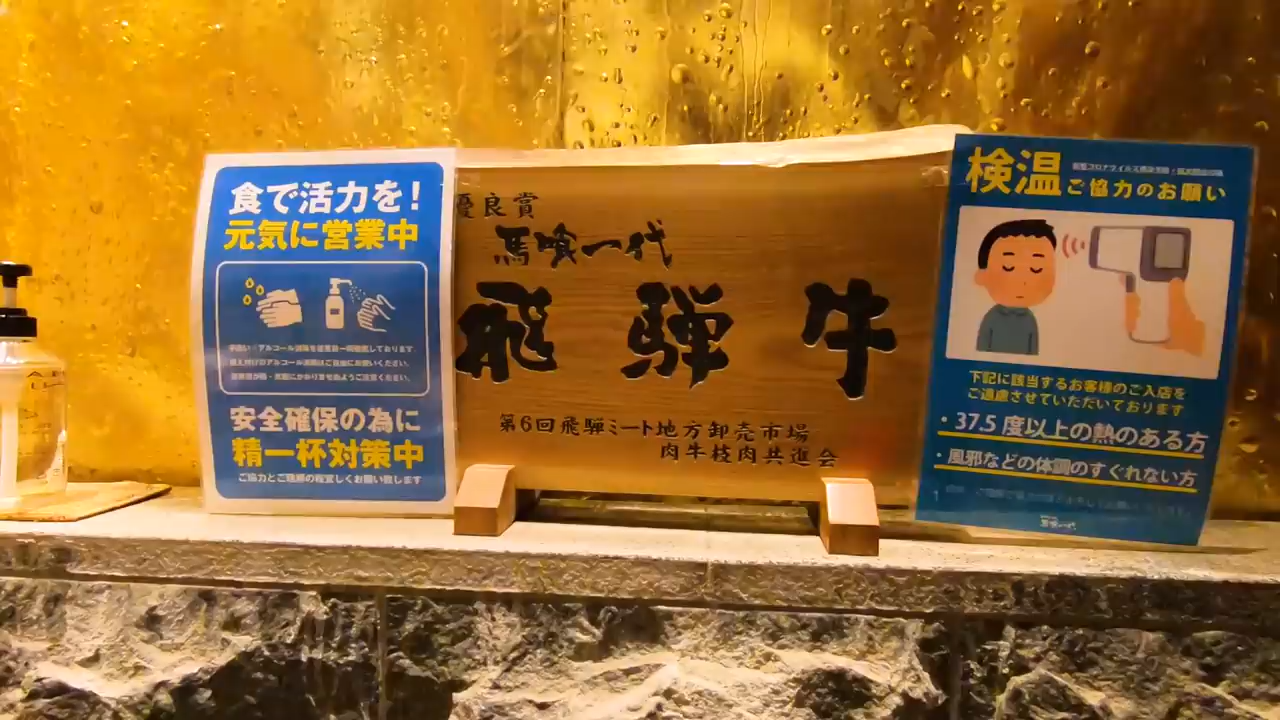 食で活力を!
元気に営業中
安全確保の為に
精一杯対策中
ご協力とご理解の程宜しくお願い致します
優良賞
馬喰一代
飛騨牛
第6回飛騨ミート地方卸売市場
肉牛枝肉共進会
検温
ご協力のお願い
下記に該当するお客様のご入店を
ご遠慮させていただいております
・37.5度以上の熱のある方
・風邪などの体調のすぐれない方
馬喰一代